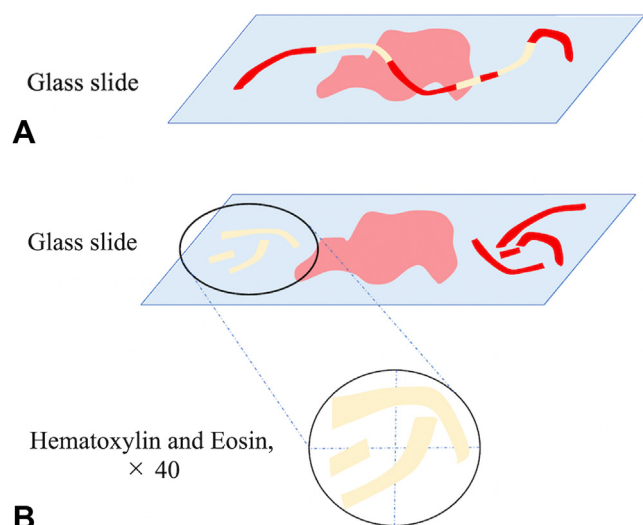 Glass slide
A
Glass slide
Hematoxylin and Eosin,
× 40
B